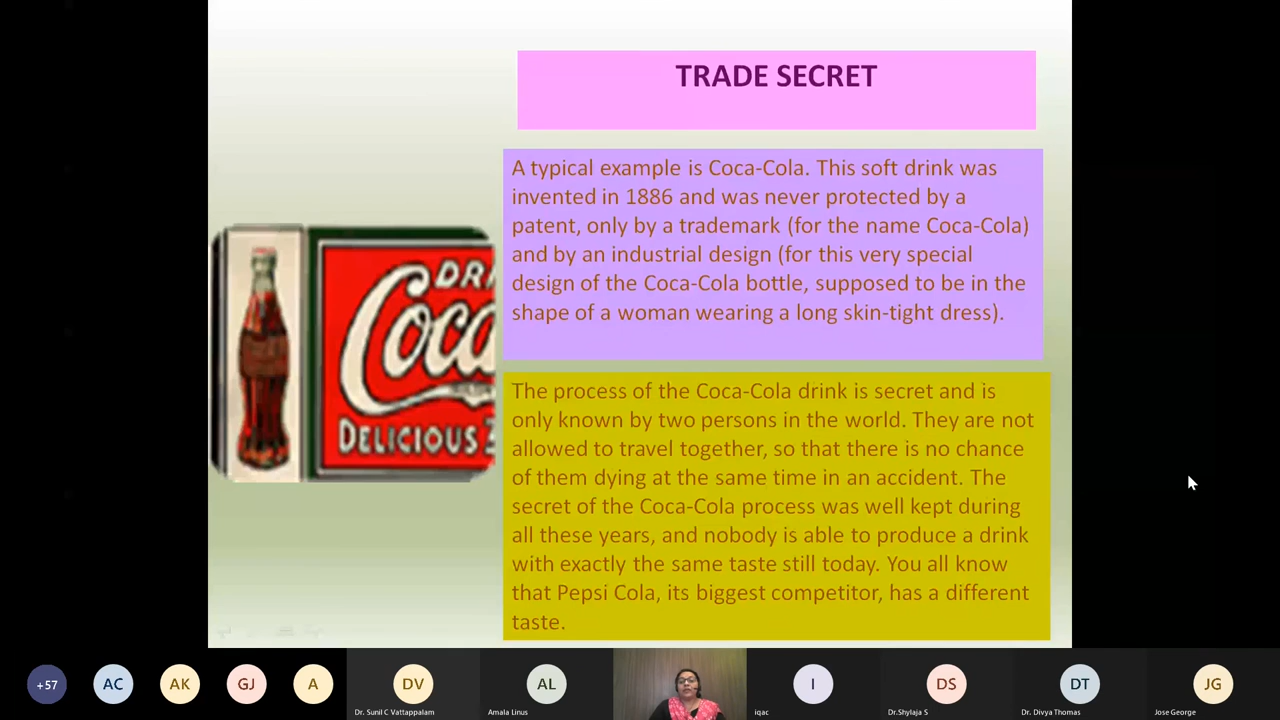 TRADE SECRET
A typical example is Coca-Cola. This soft drink was
invented in 1886 and was never protected by a
patent, only by a trademark (for the name Coca-Cola)
and by an industrial design (for this very special
design of the Coca-Cola bottle, supposed to be in the
shape of a woman wearing a long skin-tight dress).
DRI
Coca
DELICIOUS
The process of the Coca-Cola drink is secret and is
only known by two persons in the world. They are not
allowed to travel together, so that there is no chance
of them dying at the same time in an accident. The
secret of the Coca-Cola process was well kept during
all these years, and nobody is able to produce a drink
with exactly the same taste still today. You all know
that Pepsi Cola, its biggest competitor, has a different
taste.
+57
AC
AK
GJ
A
DV
AL
I
DS
DT
JG
Dr. Sunil C Vattappalam
Amala Linus
iqac
Dr.Shylaja S
Dr. Divya Thomas
Jose George